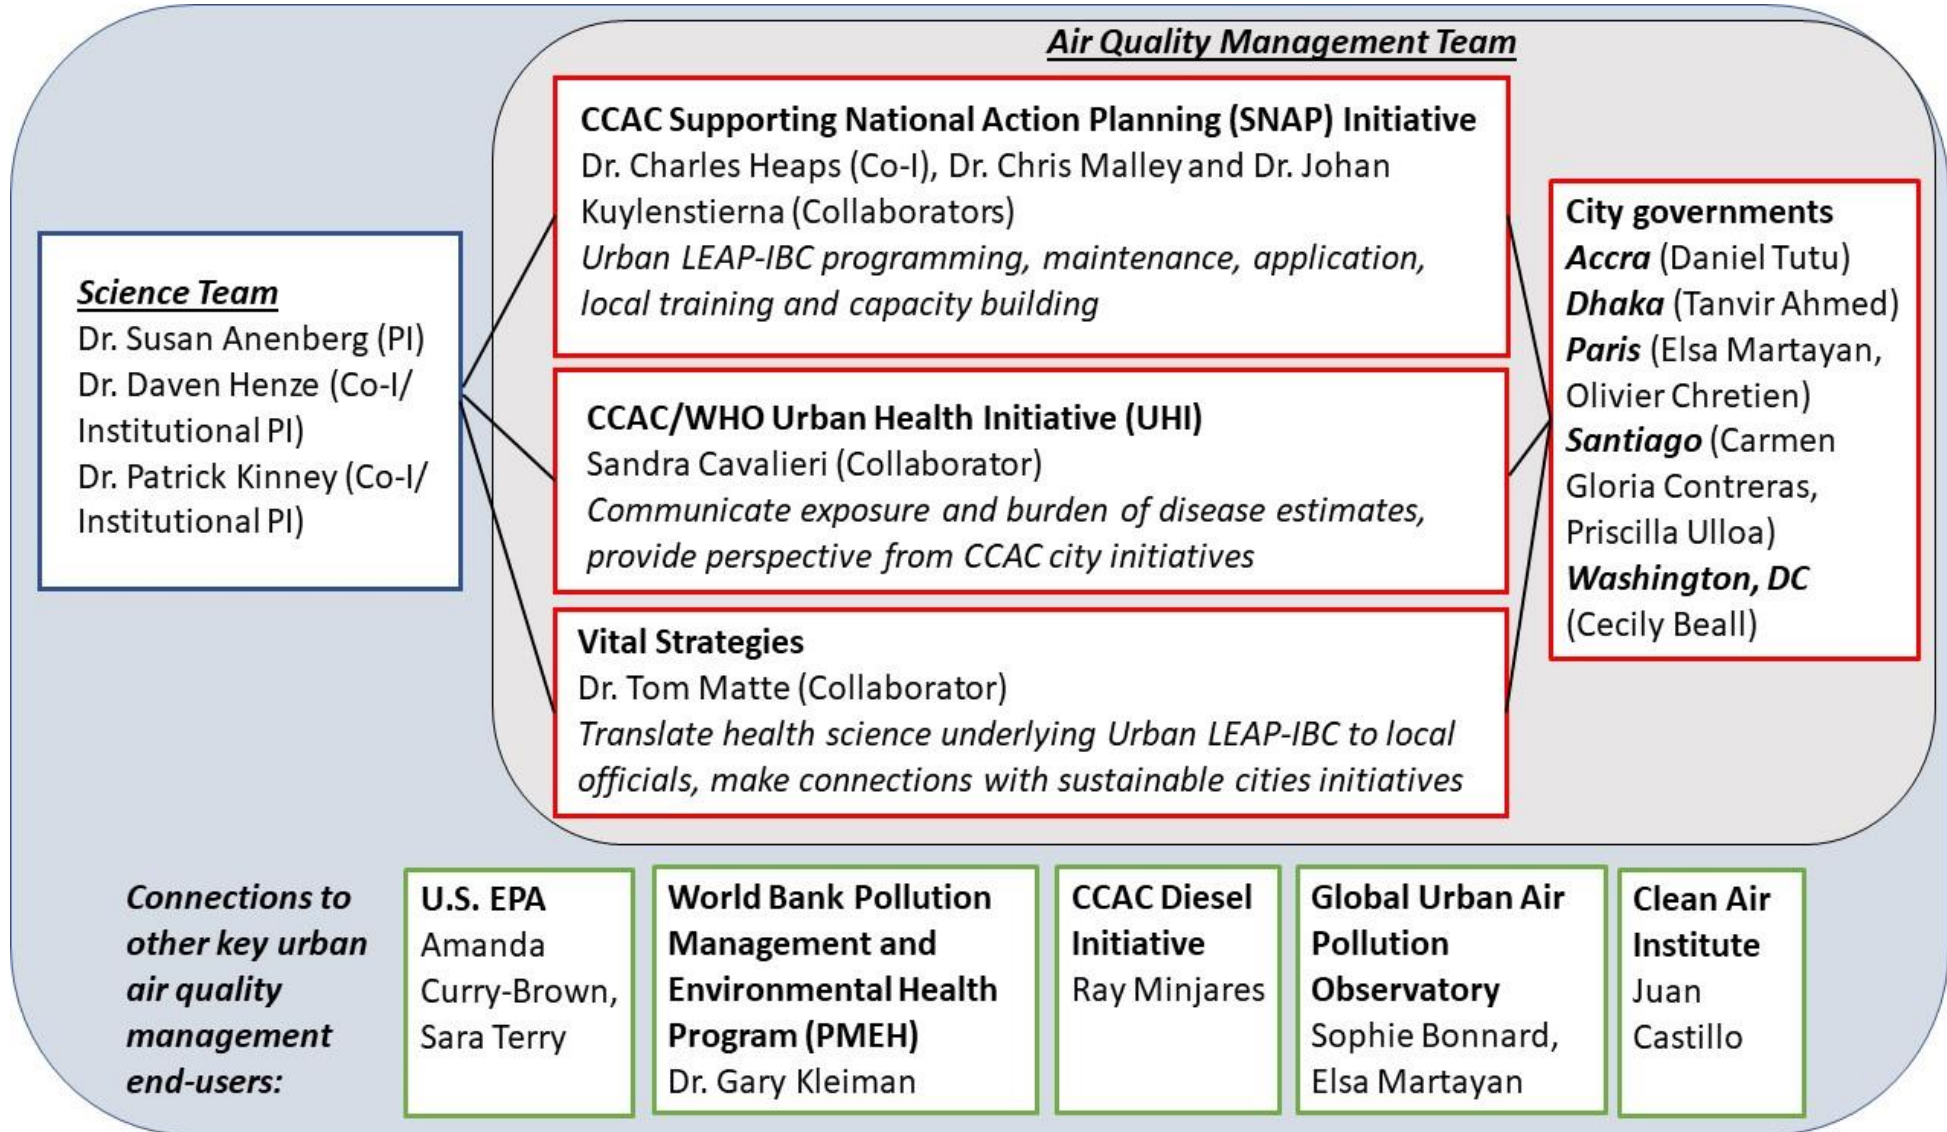 Air Quality Management Team
Science Team
Dr. Susan Anenberg (PI)
Dr. Daven Henze (Co-I/
Institutional PI)
Dr. Patrick Kinney (Co-I/
Institutional PI)
CCAC Supporting National Action Planning (SNAP) Initiative
Dr. Charles Heaps (Co-I), Dr. Chris Malley and Dr. Johan
Kuylenstierna (Collaborators)
Urban LEAP-IBC programming, maintenance, application,
local training and capacity building
CCAC/WHO Urban Health Initiative (UHI)
Sandra Cavalieri (Collaborator)
Communicate exposure and burden of disease estimates,
provide perspective from CCAC city initiatives
Vital Strategies
Dr. Tom Matte (Collaborator)
Translate health science underlying Urban LEAP-IBC to local
officials, make connections with sustainable cities initiatives
City governments
Accra (Daniel Tutu)
Dhaka (Tanvir Ahmed)
Paris (Elsa Martayan,
Olivier Chretien)
Santiago (Carmen
Gloria Contreras,
Priscilla Ulloa)
Washington, DC
(Cecily Beall)
Connections to
other key urban
air quality
management
end-users:
U.S. EPA
Amanda
Curry-Brown,
Sara Terry
World Bank Pollution
Management and
Environmental Health
Program (PMEH)
Dr. Gary Kleiman
CCAC Diesel
Initiative
Ray Minjares
Global Urban Air
Pollution
Observatory
Sophie Bonnard,
Elsa Martayan
Clean Air
Institute
Juan
Castillo